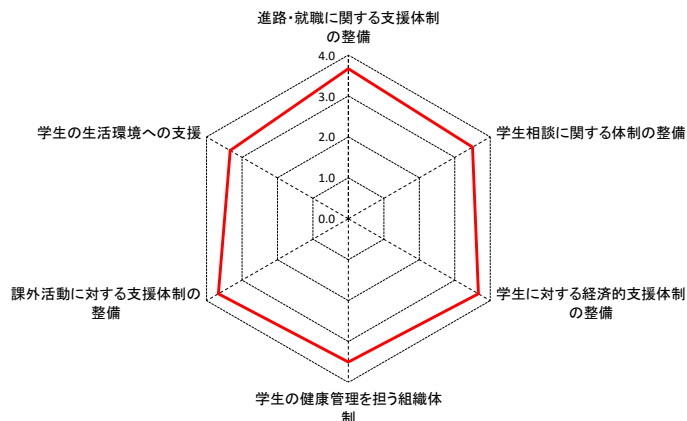 進路・就職に関する支援体制
の整備
4.0
3.0
2.0
1.0
0.0
学生相談に関する体制の整備
学生に対する経済的支援体制
の整備
学生の健康管理を担う組織体
制
課外活動に対する支援体制の
整備
学生の生活環境への支援